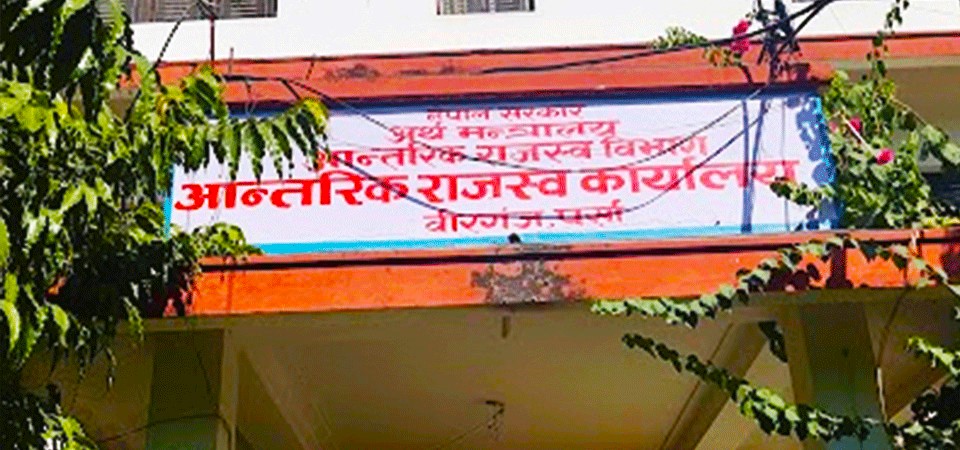 नेपाल सरकार
अर्थ मन्त्रालय
आन्तरिक राजस्व विभाग
आन्तरिक राजस्व कार्यालय
वीरगंज, पर्सा